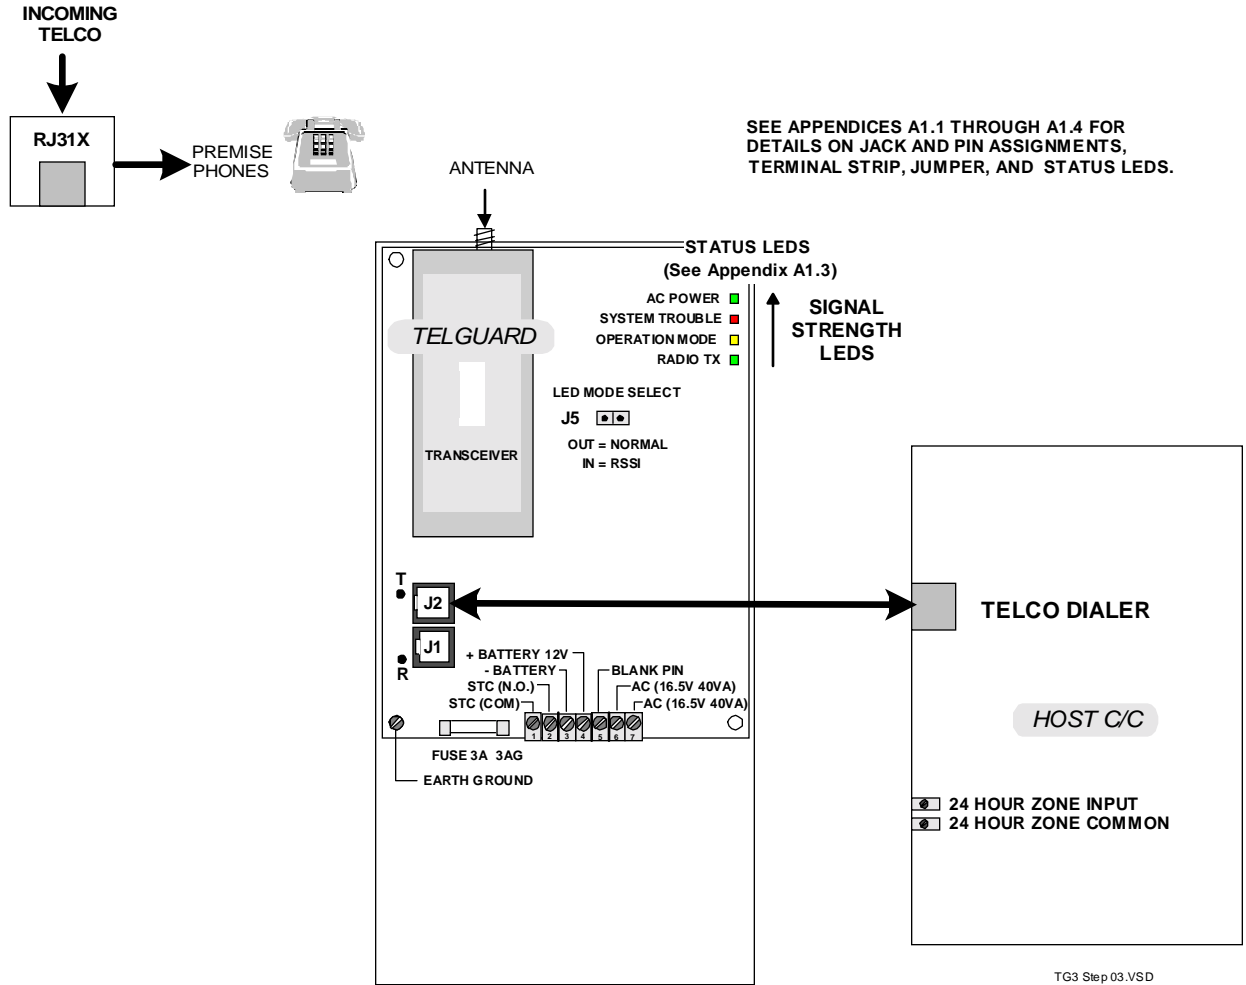 INCOMING
TELCO
RJ31X
PREMISE
PHONES
SEE APPENDICES A1.1 THROUGH A1.4 FOR
DETAILS ON JACK AND PIN ASSIGNMENTS,
TERMINAL STRIP, JUMPER, AND STATUS LEDS.
ANTENNA
STATUS LEDS
(See Appendix A1.3)
AC POWER
SYSTEM TROUBLE
OPERATION MODE
RADIO TX
SIGNAL
STRENGTH
LEDS
TELGUARD
TRANSCEIVER
LED MODE SELECT
J5
OUT = NORMAL
IN = RSSI
T
J2
J1
R
TELCO DIALER
+ BATTERY 12V
- BATTERY
STC (N.O.)
STC (COM)
BLANK PIN
AC (16.5V 40VA)
AC (16.5V 40VA)
1 2 3 4 5 6 7
FUSE 3A 3AG
EARTH GROUND
HOST C/C
24 HOUR ZONE INPUT
24 HOUR ZONE COMMON
TG3 Step 03.VSD